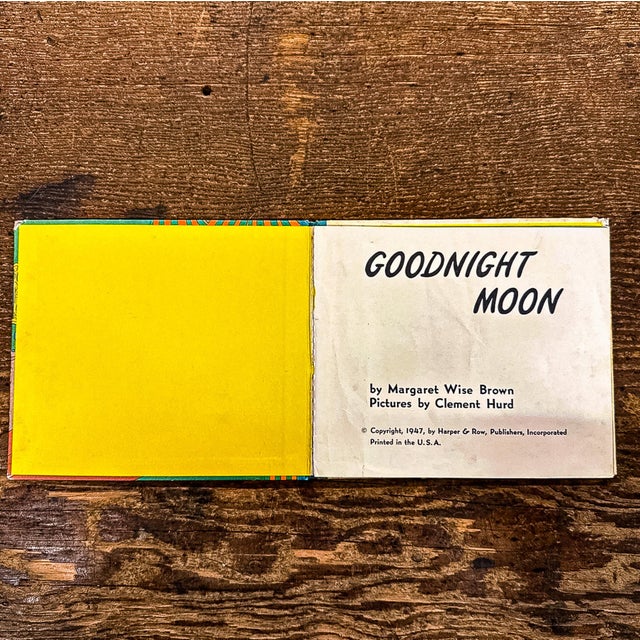 GOODNIGHT
MOON
by Margaret Wise Brown
Pictures by Clement Hurd
© Copyright, 1947, by Harper & Row, Publishers, Incorporated
Printed in the U. S. A.